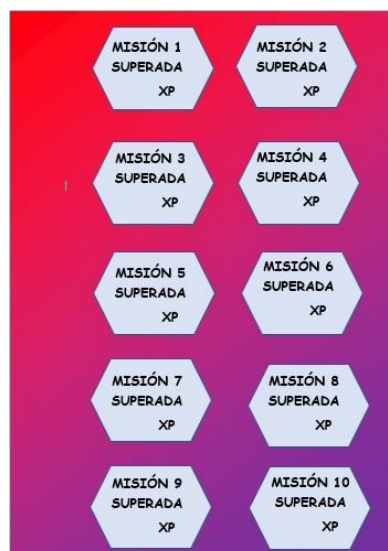 MISIÓN 1
SUPERADA
XP
MISIÓN 2
SUPERADA
XP
MISIÓN 3
SUPERADA
XP
MISIÓN 4
SUPERADA
XP
MISIÓN 5
SUPERADA
XP
MISIÓN 6
SUPERADA
XP
MISIÓN 7
SUPERADA
XP
MISIÓN 8
SUPERADA
XP
MISIÓN 9
SUPERADA
XP
MISIÓN 10
SUPERADA
XP